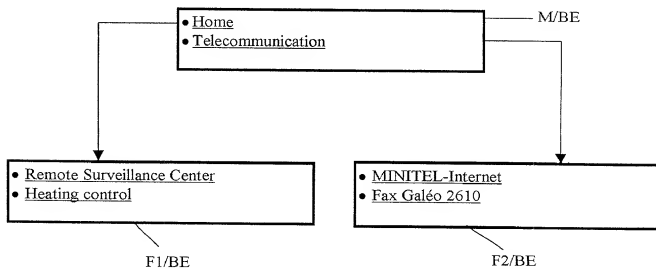 • Home
• Telecommunication
M/BE
• Remote Surveillance Center
• Heating control
• MINITEL-Internet
• Fax Galéo 2610
F1/BE
F2/BE